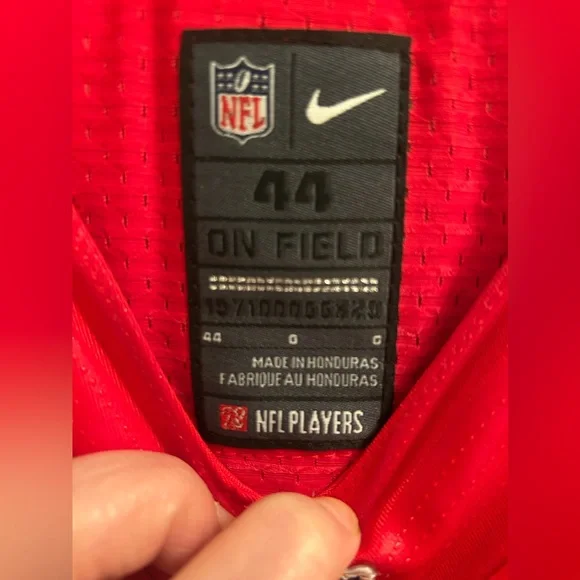 NFL
44
ON FIELD
44 G G
MADE IN HONDURAS
FABRIQUE AU HONDURAS
NFL PLAYERS